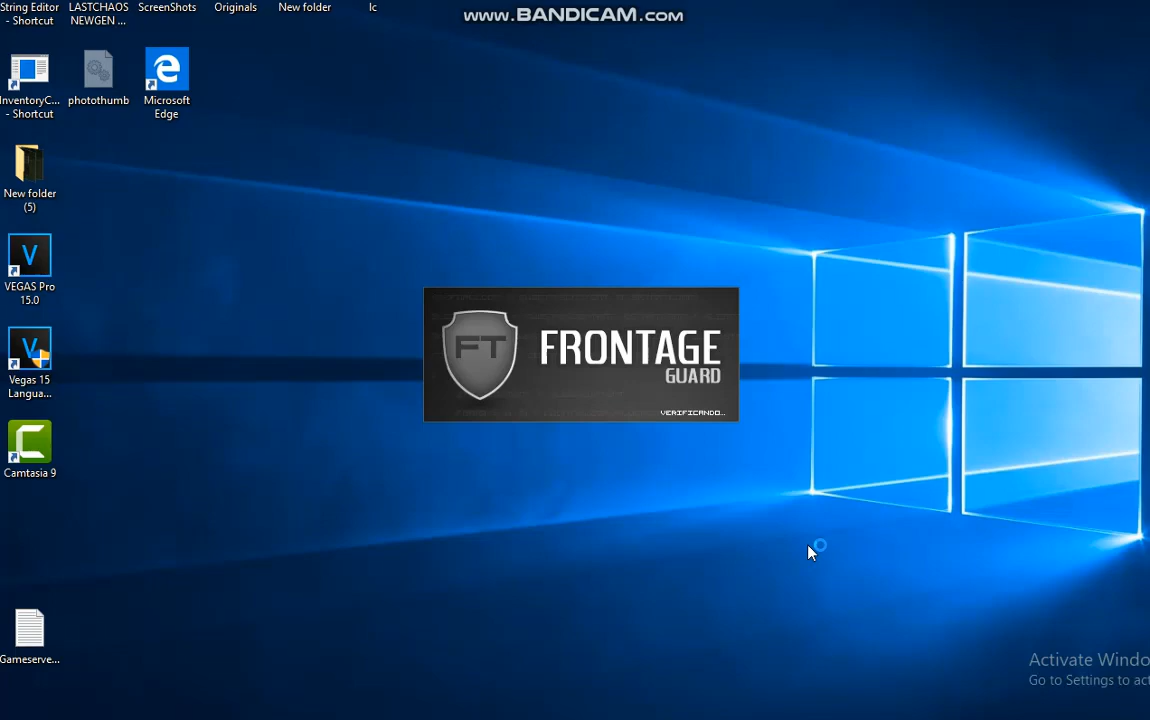 String Editor
- Shortcut
LASTCHAOS
NEWGEN ...
ScreenShots
Originals
New folder
lc
www.BANDICAM.com
InventoryC...
- Shortcut
photothumb
Microsoft
Edge
New folder
(5)
V
VEGAS Pro
15.0
FT
FRONTAGE
GUARD
VERIFICANDO...
V
Vegas 15
Langua...
Camtasia 9
Gameserve...
Activate Windo
Go to Settings to act